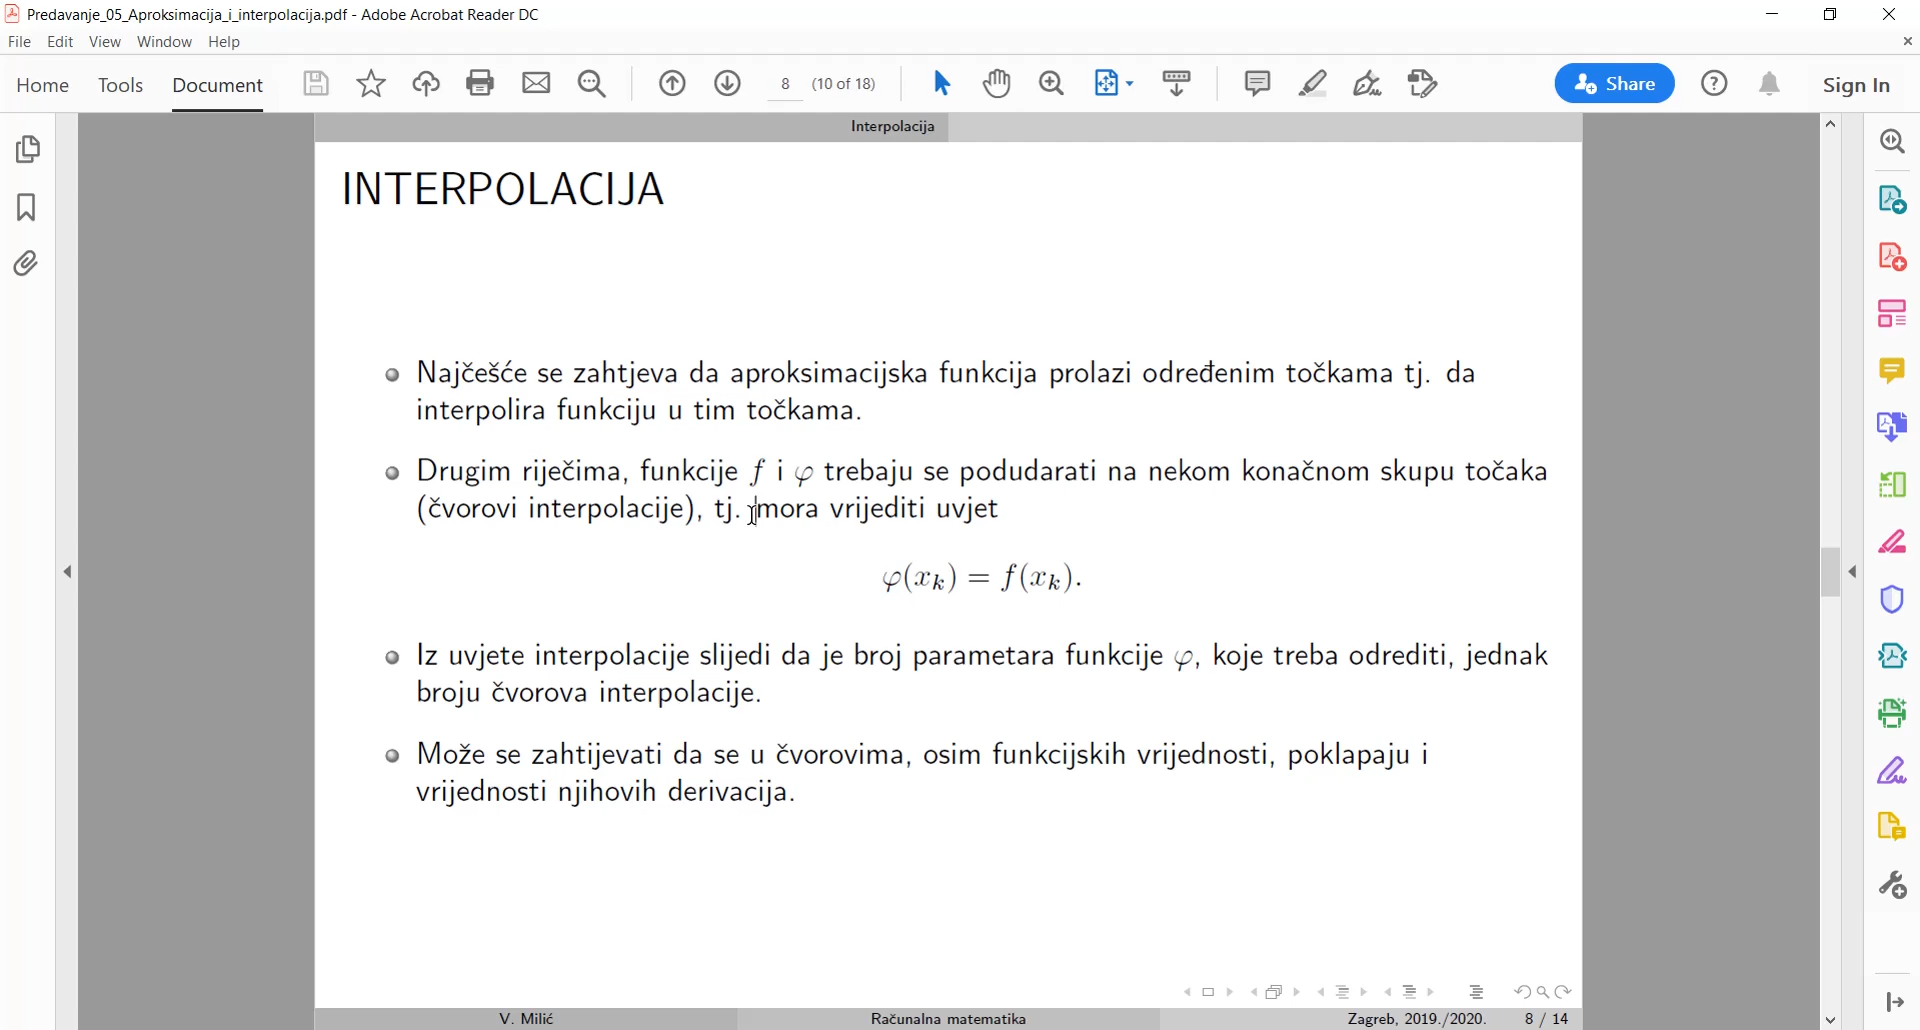 Predavanje_05_Aproksimacija_i_interpolacija.pdf - Adobe Acrobat Reader DC
File Edit View Window Help
Home Tools Document 8 (10 of 18) Share Sign In
Interpolacija
INTERPOLACIJA
Najčešće se zahtjeva da aproksimacijska funkcija prolazi određenim točkama tj. da
interpolira funkciju u tim točkama.
Drugim riječima, funkcije f i φ trebaju se podudarati na nekom konačnom skupu točaka
(čvorovi interpolacije), tj. mora vrijediti uvjet
φ(xₖ) = f(xₖ).
Iz uvjete interpolacije slijedi da je broj parametara funkcije φ, koje treba odrediti, jednak
broju čvorova interpolacije.
Može se zahtijevati da se u čvorovima, osim funkcijskih vrijednosti, poklapaju i
vrijednosti njihovih derivacija.
V. Milić Računalna matematika Zagreb, 2019./2020. 8 / 14